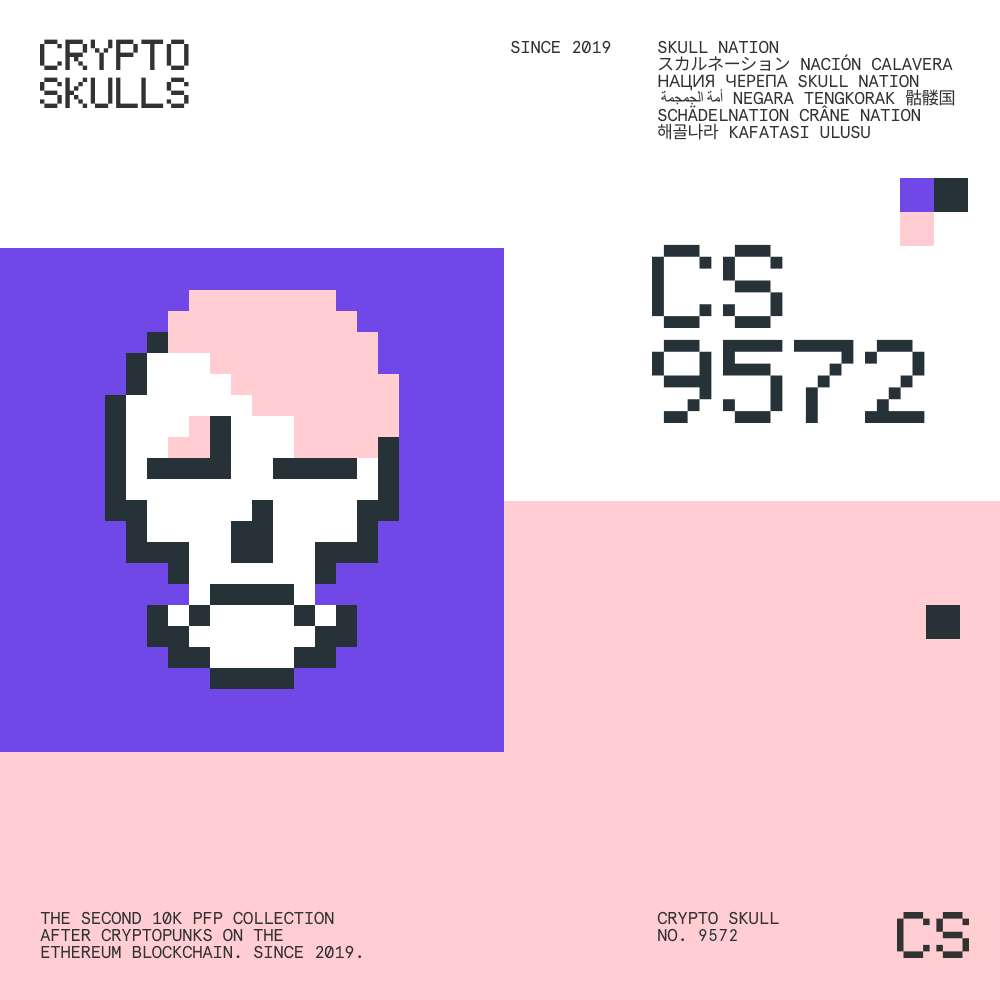 CRYPTO
SKULLS
SINCE 2019
SKULL NATION
スカルネーション NACIÓN CALAVERA
НАЦИЯ ЧЕРЕПА SKULL NATION
أمة الجمجمة NEGARA TENGKORAK 骷髅国
SCHÄDELNATION CRÂNE NATION
해골나라 KAFATASI ULUSU
CS
9572
THE SECOND 10K PFP COLLECTION
AFTER CRYPTOPUNKS ON THE
ETHEREUM BLOCKCHAIN. SINCE 2019.
CRYPTO SKULL
NO. 9572
CS